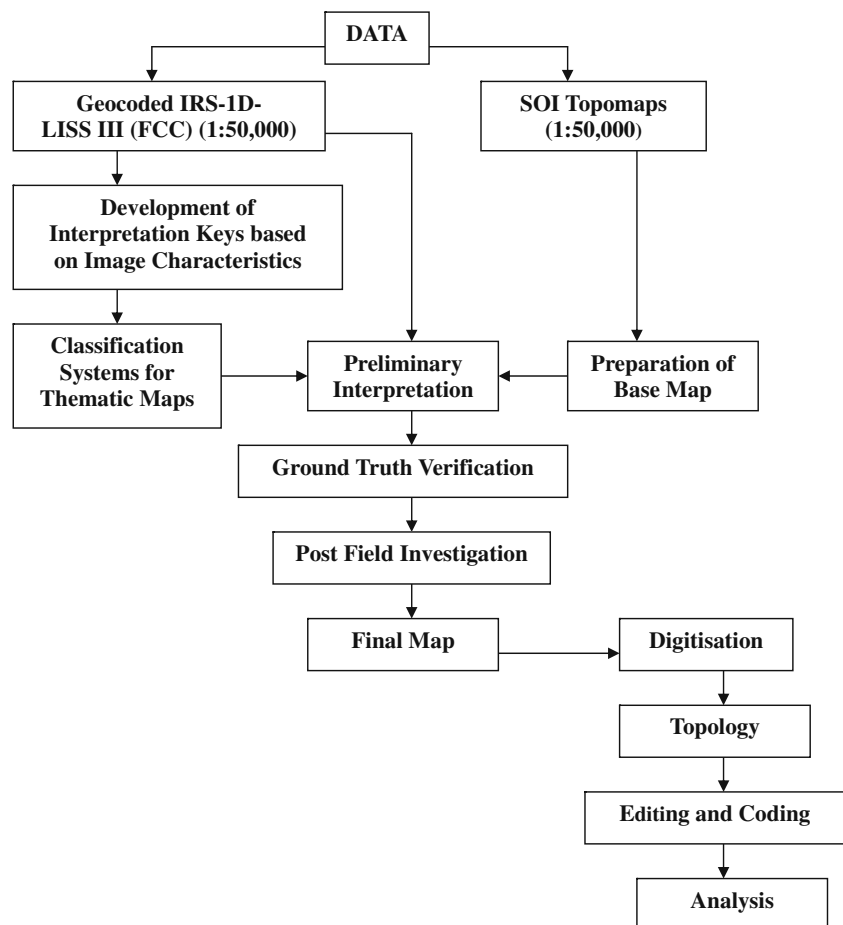 DATA
Geocoded IRS-1D-
LISS III (FCC) (1:50,000)
SOI Topomaps
(1:50,000)
Development of
Interpretation Keys based
on Image Characteristics
Classification
Systems for
Thematic Maps
Preliminary
Interpretation
Preparation of
Base Map
Ground Truth Verification
Post Field Investigation
Final Map
Digitisation
Topology
Editing and Coding
Analysis